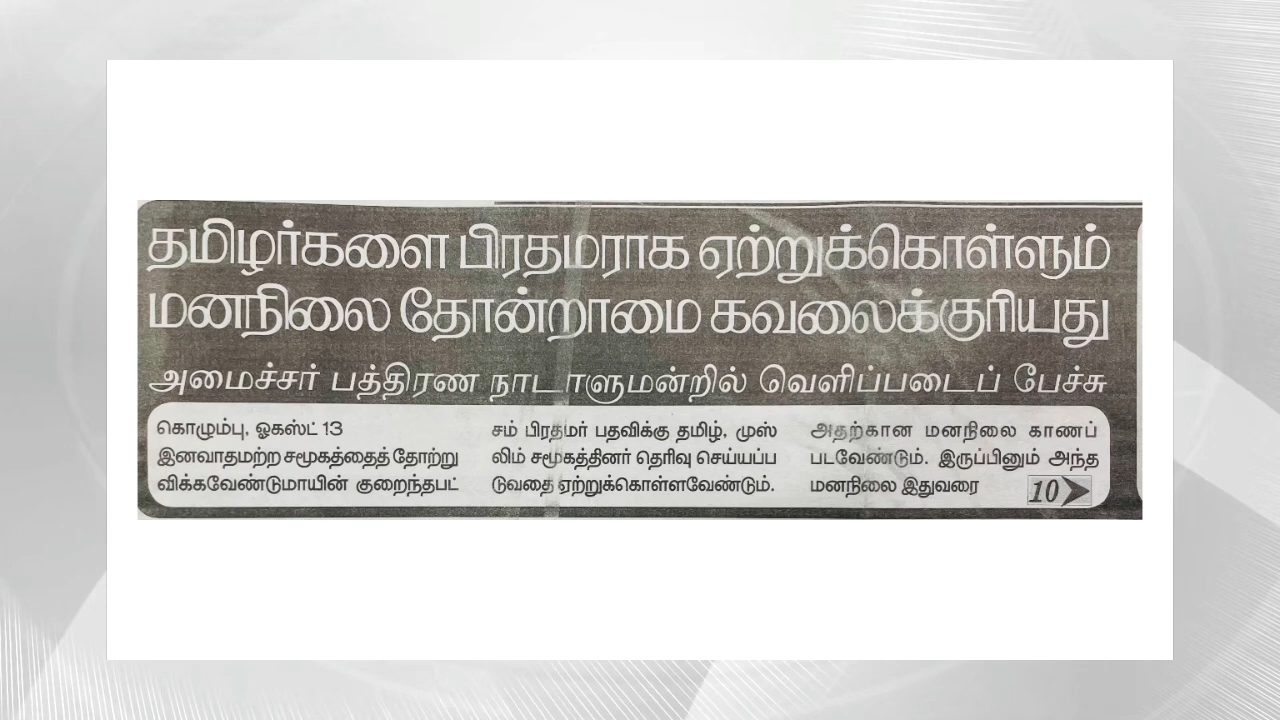 தமிழர்களை பிரதமராக ஏற்றுக்கொள்ளும்
மனநிலை தோன்றாமை கவலைக்குரியது
அமைச்சர் பத்திரண நாடாளுமன்றில் வெளிப்படைப் பேச்சு
கொழும்பு, ஓகஸ்ட் 13
இனவாதமற்ற சமூகத்தைத் தோற்று
விக்கவேண்டுமாயின் குறைந்தபட்
சம் பிரதமர் பதவிக்கு தமிழ், முஸ்
லிம் சமூகத்தினர் தெரிவு செய்யப்ப
டுவதை ஏற்றுக்கொள்ளவேண்டும்.
அதற்கான மனநிலை காணப்
படவேண்டும். இருப்பினும் அந்த
மனநிலை இதுவரை
10